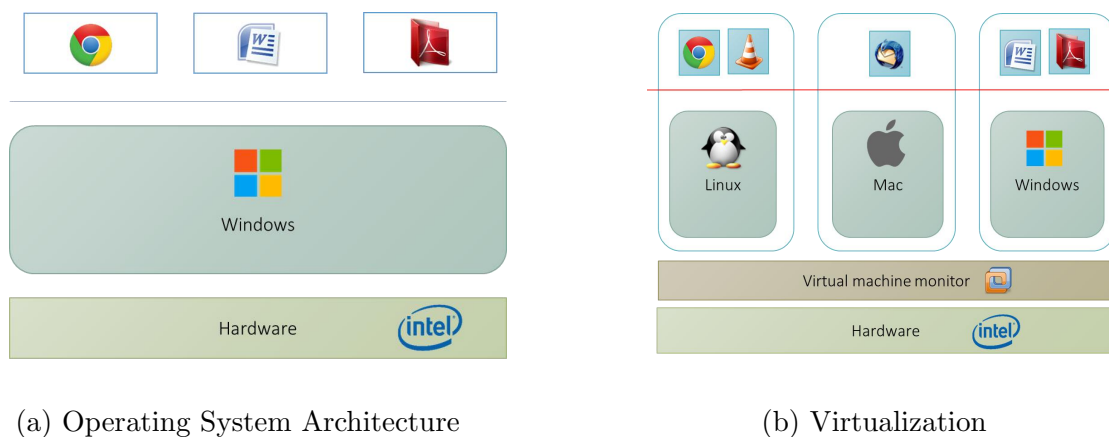 Windows
Hardware
intel
(a) Operating System Architecture
Linux
Mac
Windows
Virtual machine monitor
Hardware
intel
(b) Virtualization